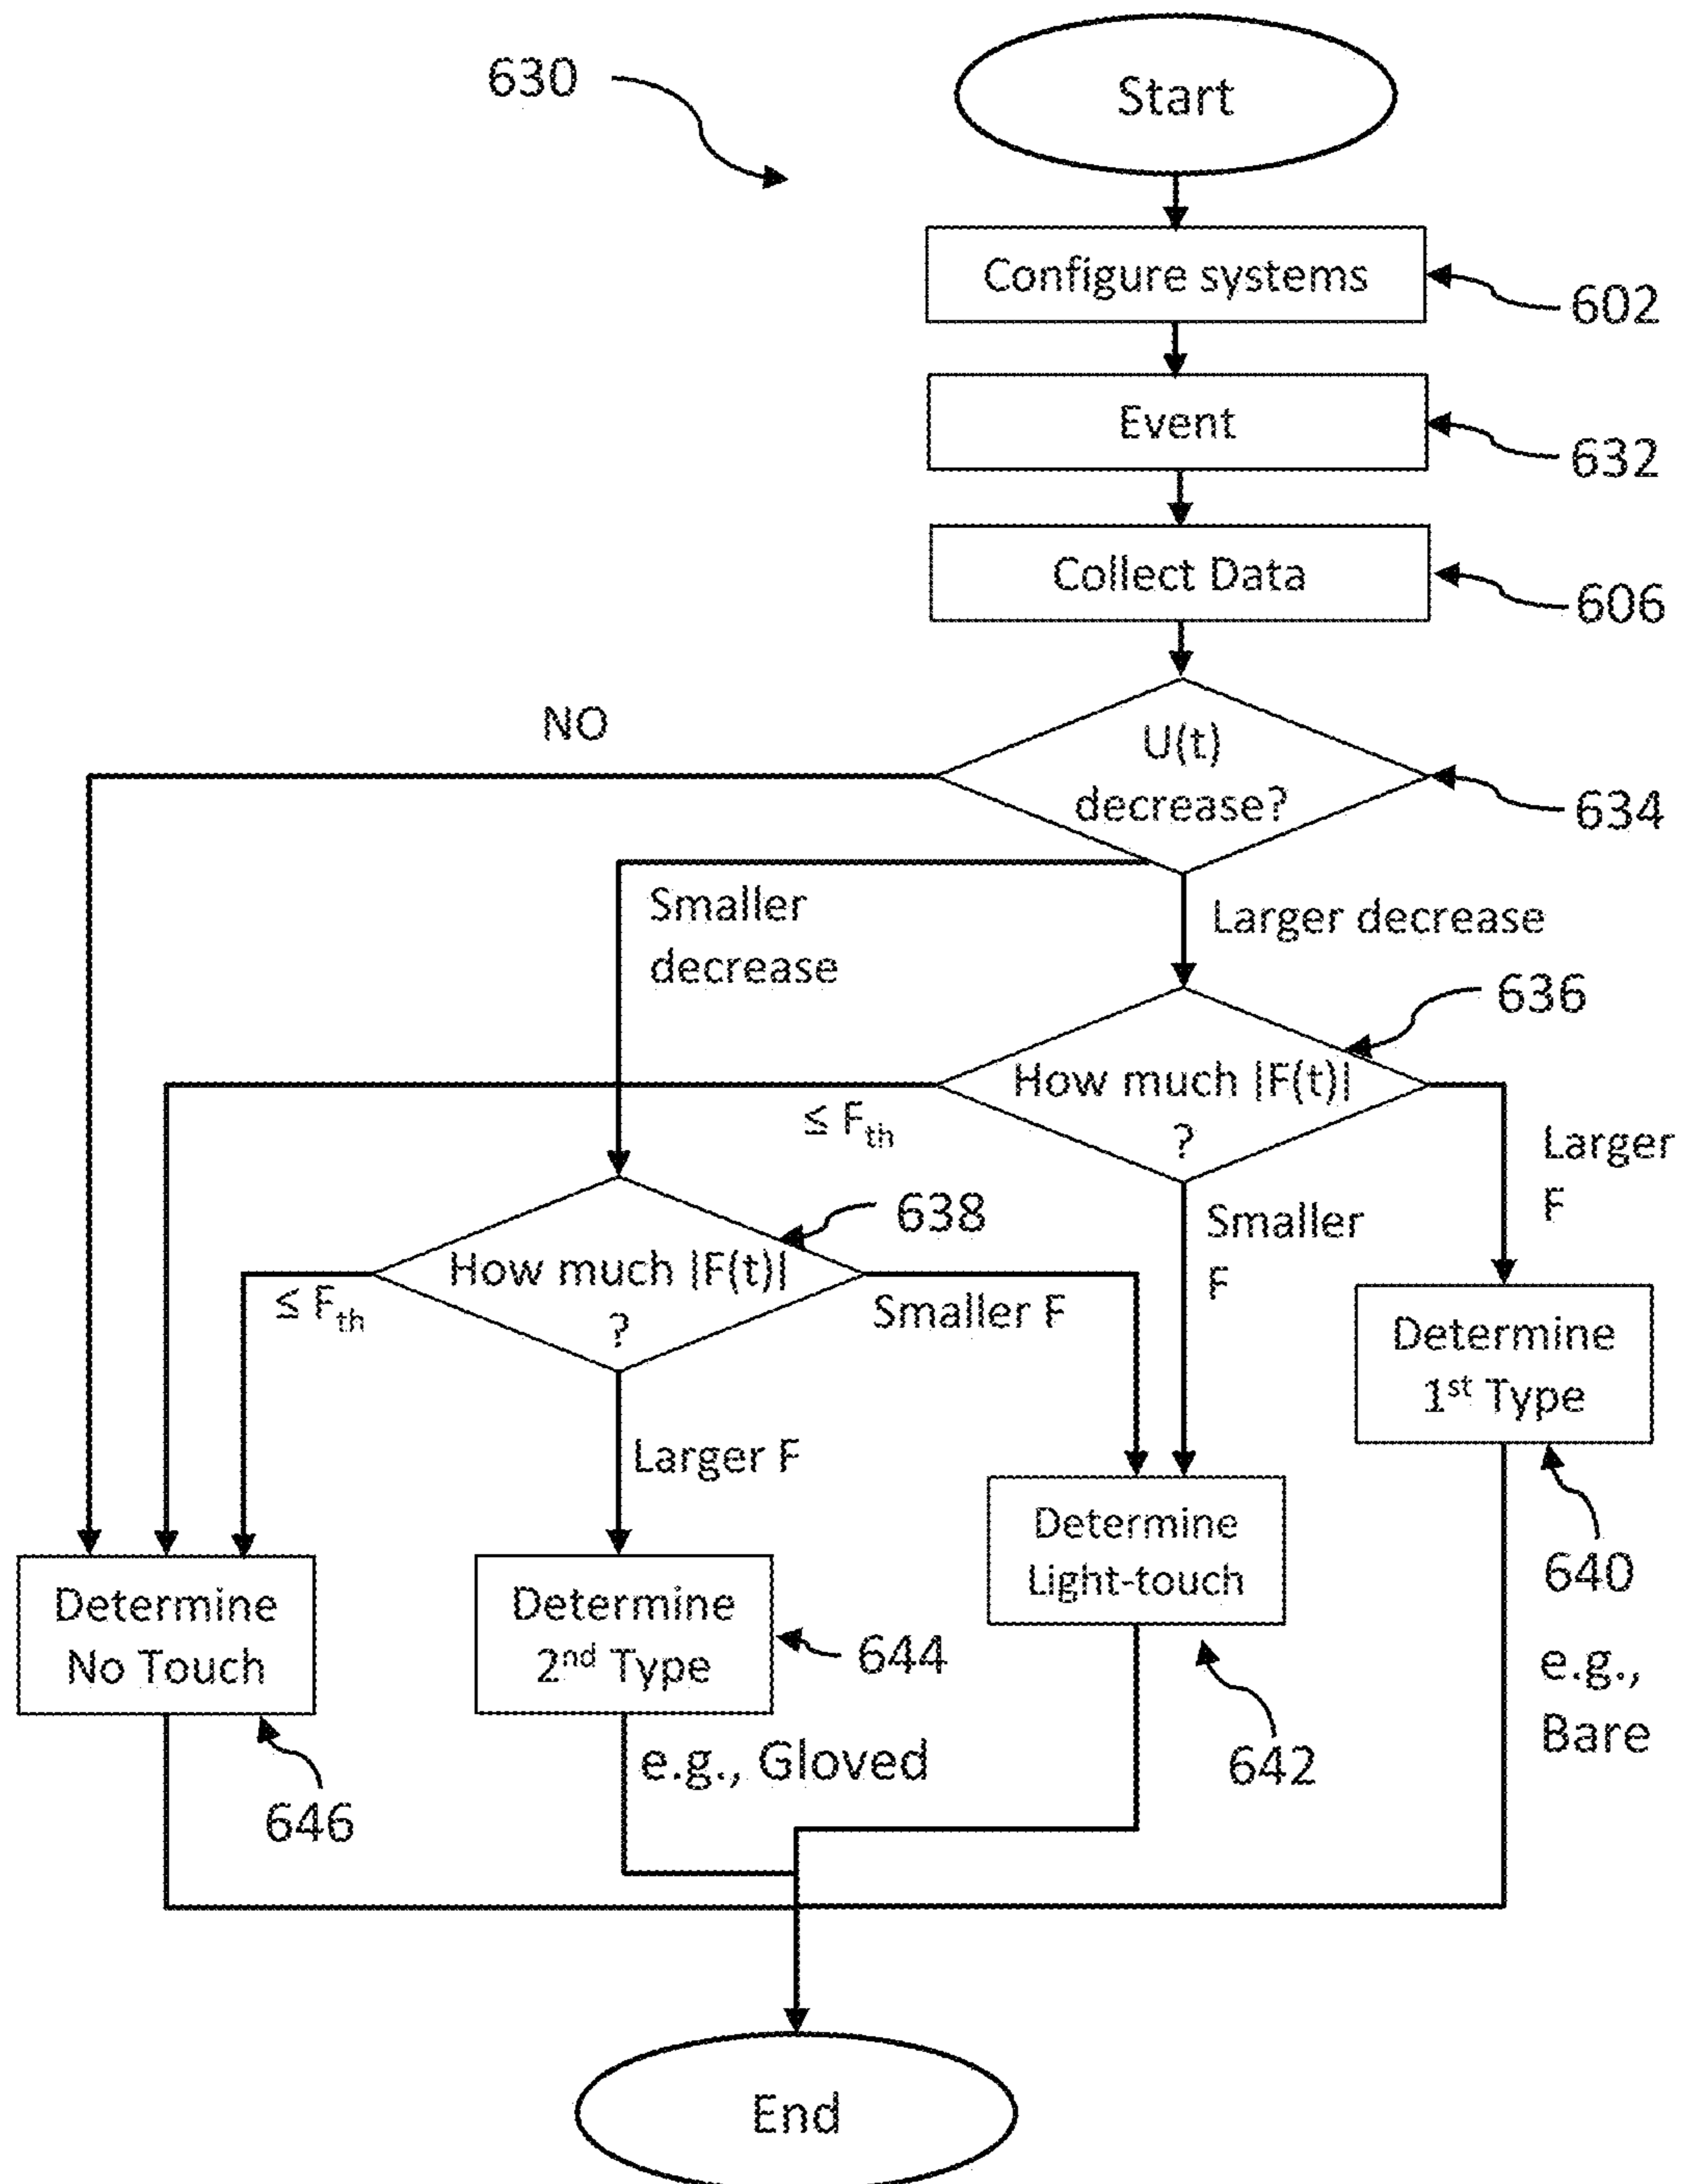 630
Start
Configure systems
602
Event
632
Collect Data
606
NO
U(t)
decrease?
634
Smaller
decrease
Larger decrease
636
How much |F(t)|
?
≤ Fth
Larger
F
Smaller
F
638
How much |F(t)|
?
≤ Fth
Smaller F
Larger F
Determine
1st Type
640
e.g.,
Bare
Determine
Light-touch
642
Determine
2nd Type
644
e.g., Gloved
Determine
No Touch
646
End